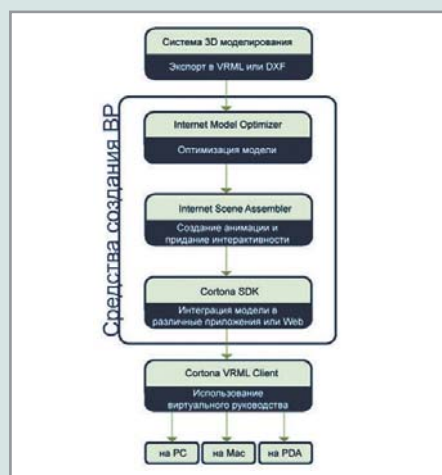 Система 3D моделирования
Экспорт в VRML или DXF
Средства создания ВР
Internet Model Optimizer
Оптимизация модели
Internet Scene Assembler
Создание анимации и
придание интерактивности
Cortona SDK
Интеграция модели в
различные приложения или Web
Cortona VRML Client
Использование
виртуального руководства
на PC
на Mac
на PDA